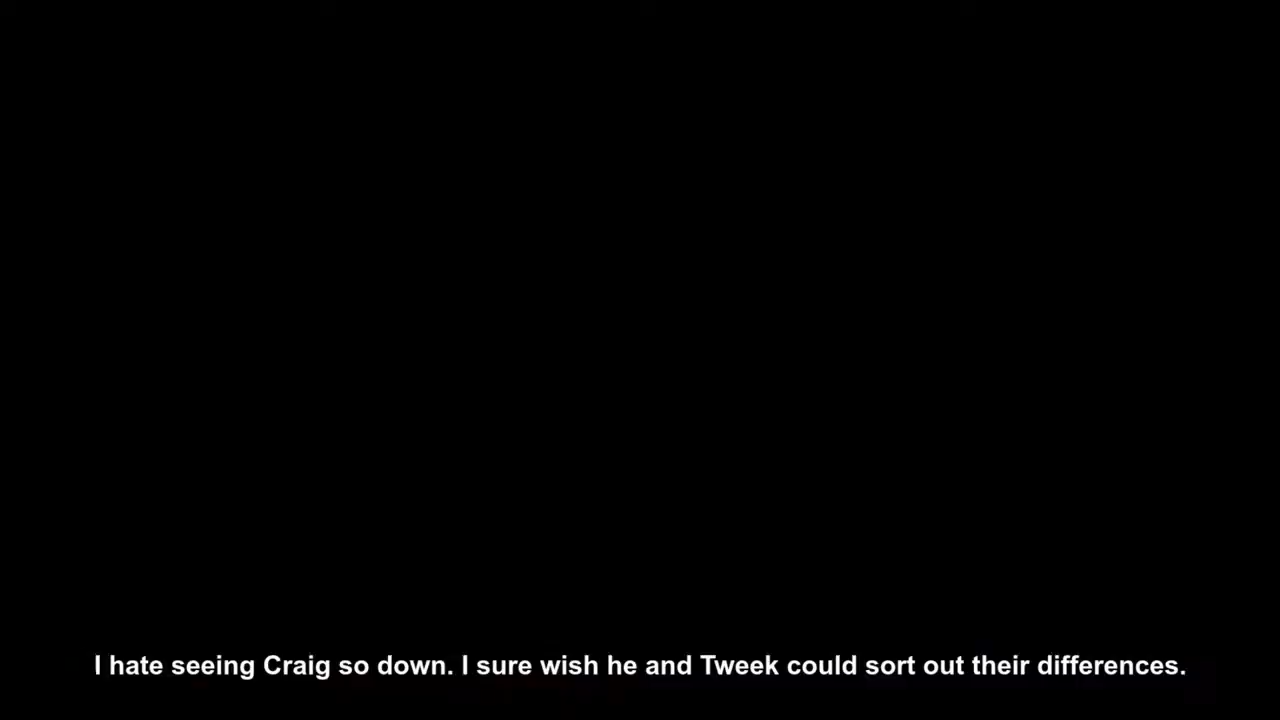 I hate seeing Craig so down. I sure wish he and Tweek could sort out their differences.